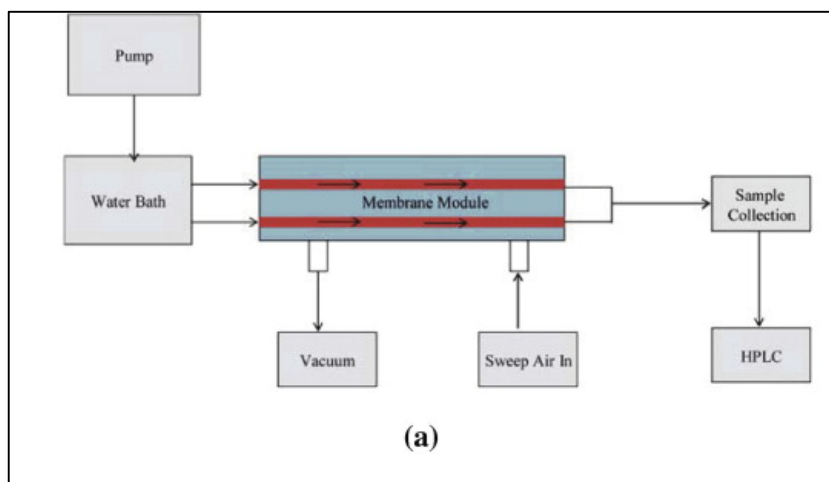 Pump
Water Bath
Membrane Module
Sample
Collection
Vacuum
Sweep Air In
HPLC
(a)